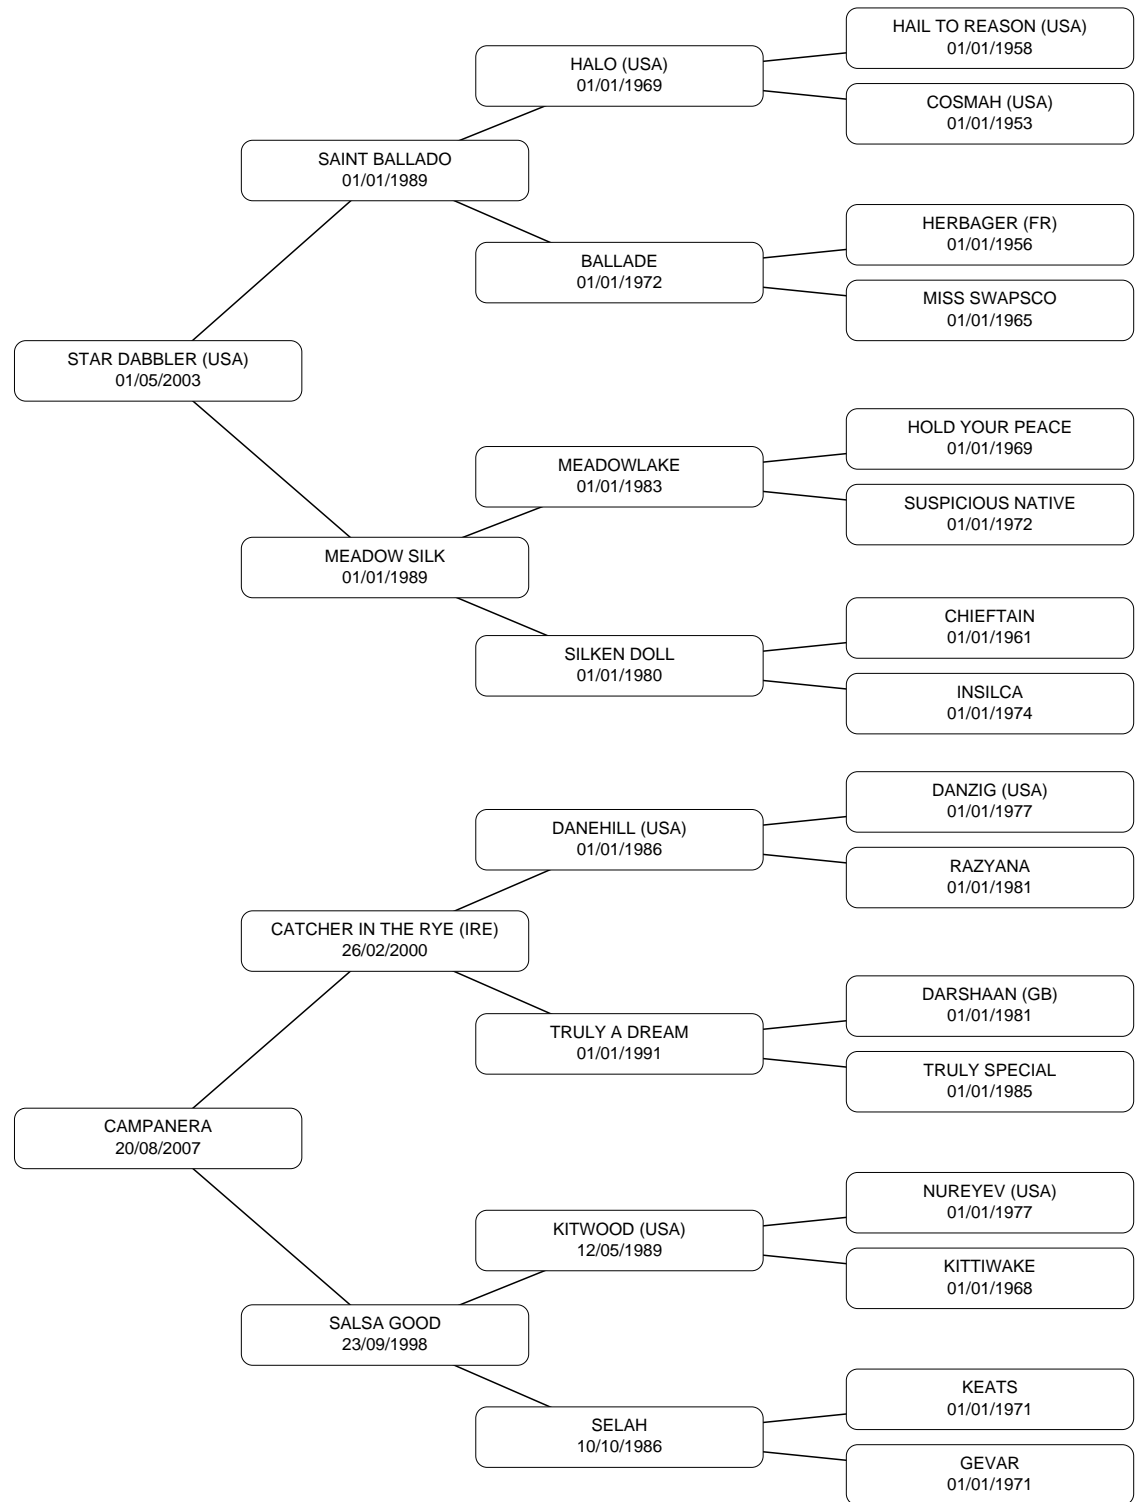 HAIL TO REASON (USA)
01/01/1958
HALO (USA)
01/01/1969
COSMAH (USA)
01/01/1953
SAINT BALLADO
01/01/1989
HERBAGER (FR)
01/01/1956
BALLADE
01/01/1972
MISS SWAPSCO
01/01/1965
STAR DABBLER (USA)
01/05/2003
HOLD YOUR PEACE
01/01/1969
MEADOWLAKE
01/01/1983
SUSPICIOUS NATIVE
01/01/1972
MEADOW SILK
01/01/1989
CHIEFTAIN
01/01/1961
SILKEN DOLL
01/01/1980
INSILCA
01/01/1974
DANZIG (USA)
01/01/1977
DANEHILL (USA)
01/01/1986
RAZYANA
01/01/1981
CATCHER IN THE RYE (IRE)
26/02/2000
DARSHAAN (GB)
01/01/1981
TRULY A DREAM
01/01/1991
TRULY SPECIAL
01/01/1985
CAMPANERA
20/08/2007
NUREYEV (USA)
01/01/1977
KITWOOD (USA)
12/05/1989
KITTIWAKE
01/01/1968
SALSA GOOD
23/09/1998
KEATS
01/01/1971
SELAH
10/10/1986
GEVAR
01/01/1971